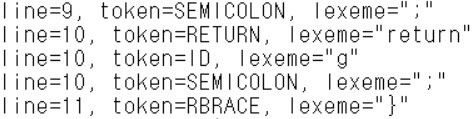 line=9, token=SEMICOLON, lexeme=";"
line=10, token=RETURN, lexeme="return"
line=10, token=ID, lexeme="g"
line=10, token=SEMICOLON, lexeme=";"
line=11, token=RBRACE, lexeme="}"